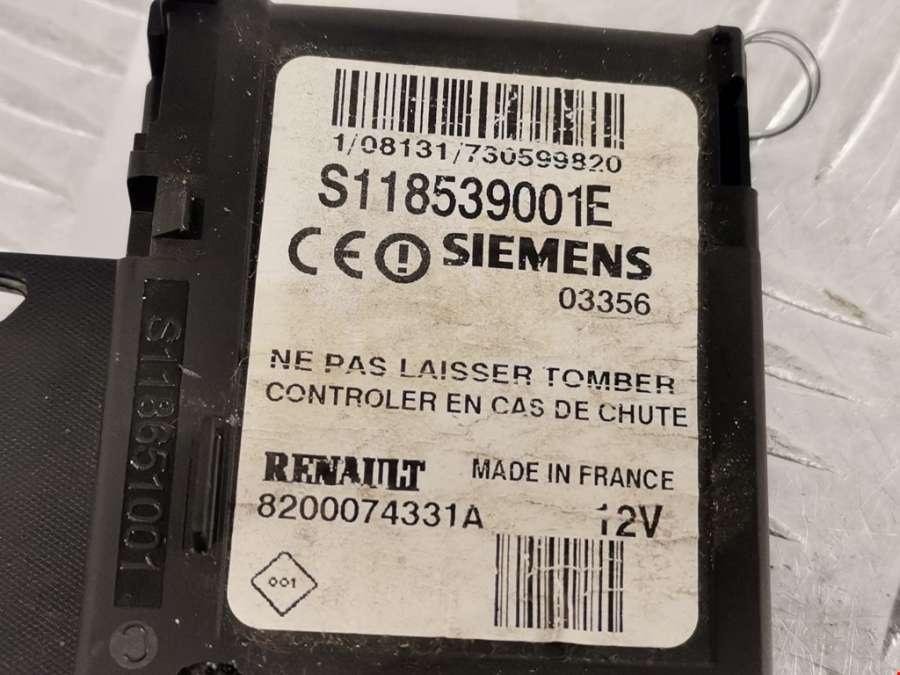 1/08131/730599820
S118539001E
CE SIEMENS
03356
NE PAS LAISSER TOMBER
CONTROLER EN CAS DE CHUTE
RENAULT MADE IN FRANCE
8200074331A 12V
001
S118651001